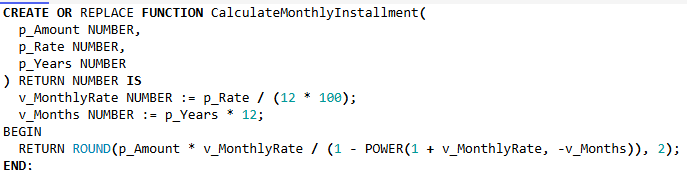 CREATE OR REPLACE FUNCTION CalculateMonthlyInstallment(
  p_Amount NUMBER,
  p_Rate NUMBER,
  p_Years NUMBER
) RETURN NUMBER IS
  v_MonthlyRate NUMBER := p_Rate / (12 * 100);
  v_Months NUMBER := p_Years * 12;
BEGIN
  RETURN ROUND(p_Amount * v_MonthlyRate / (1 - POWER(1 + v_MonthlyRate, -v_Months)), 2);
END;